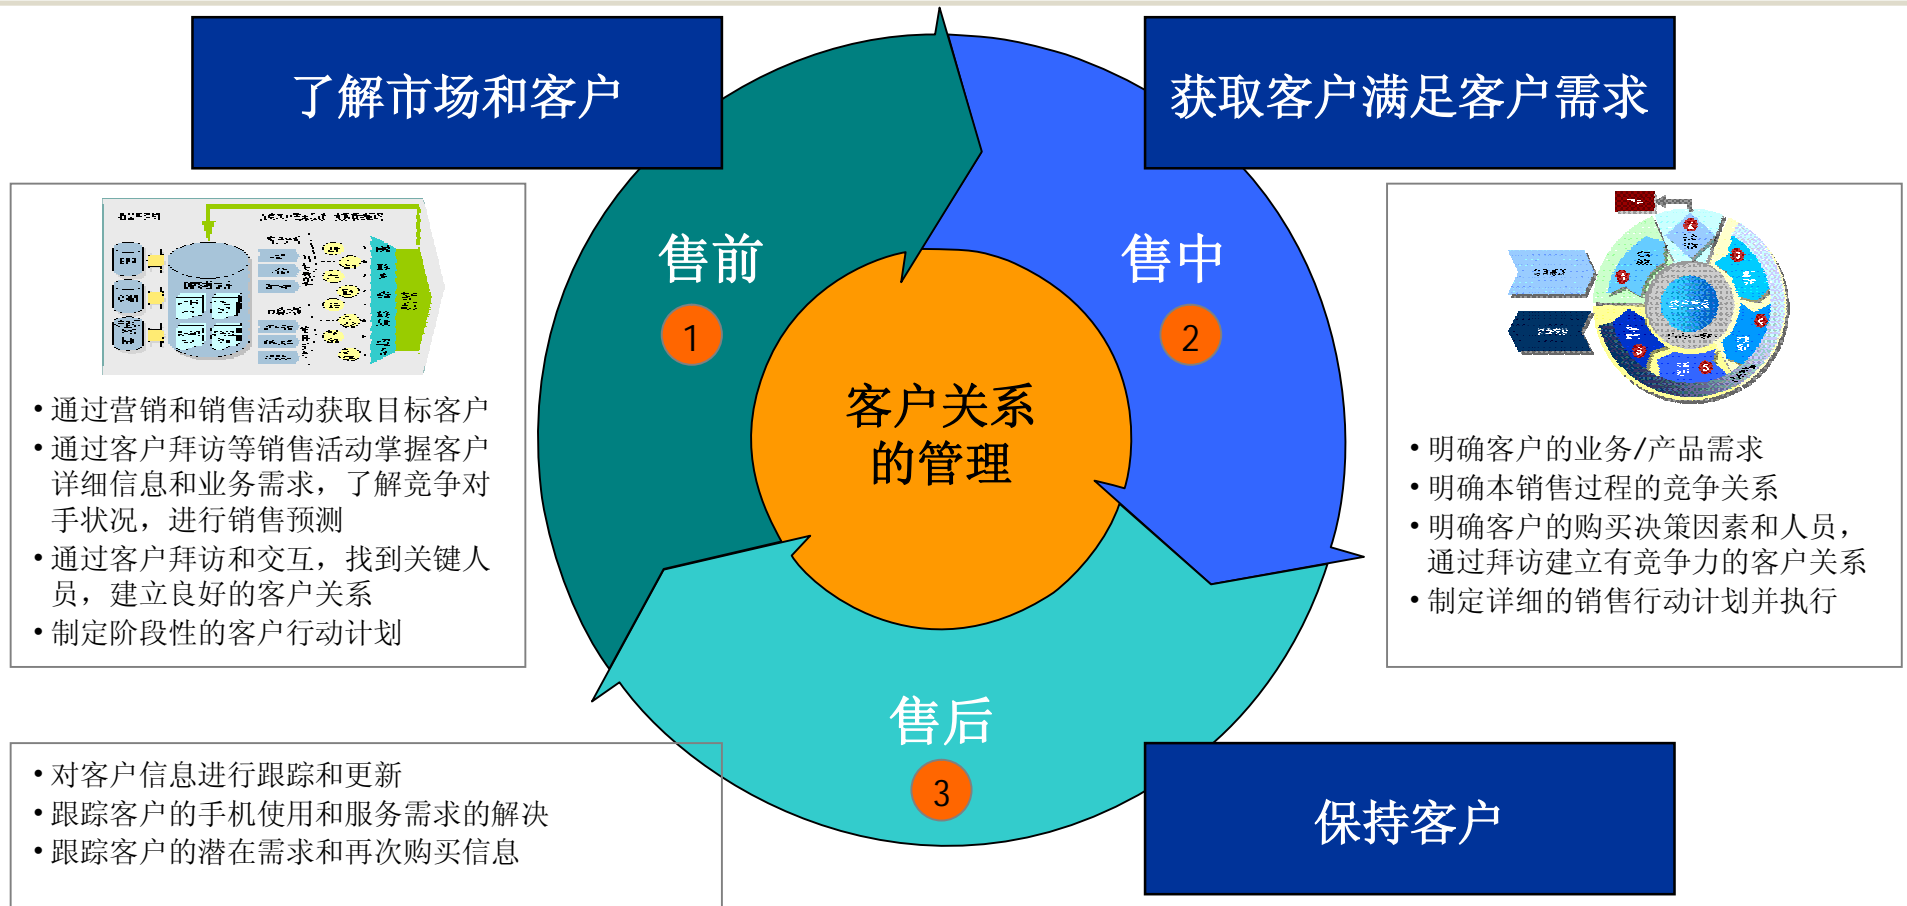 了解市场和客户
获取客户满足客户需求
售前
1
售中
2
客户关系
的管理
•通过营销和销售活动获取目标客户
•通过客户拜访等销售活动掌握客户
详细信息和业务需求，了解竞争对
手状况，进行销售预测
•通过客户拜访和交互，找到关键人
员，建立良好的客户关系
•制定阶段性的客户行动计划
•明确客户的业务/产品需求
•明确本销售过程的竞争关系
•明确客户的购买决策因素和人员，
通过拜访建立有竞争力的客户关系
•制定详细的销售行动计划并执行
售后
3
•对客户信息进行跟踪和更新
•跟踪客户的手机使用和服务需求的解决
•跟踪客户的潜在需求和再次购买信息
保持客户